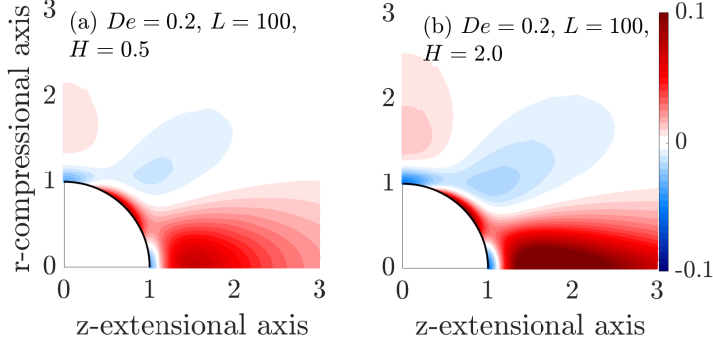 (a) De = 0.2, L = 100,
H = 0.5
r-compressional axis
3
2
1
0
0
1
2
3
z-extensional axis
(b) De = 0.2, L = 100,
H = 2.0
3
2
1
0
0
1
2
3
z-extensional axis
0.1
0
-0.1